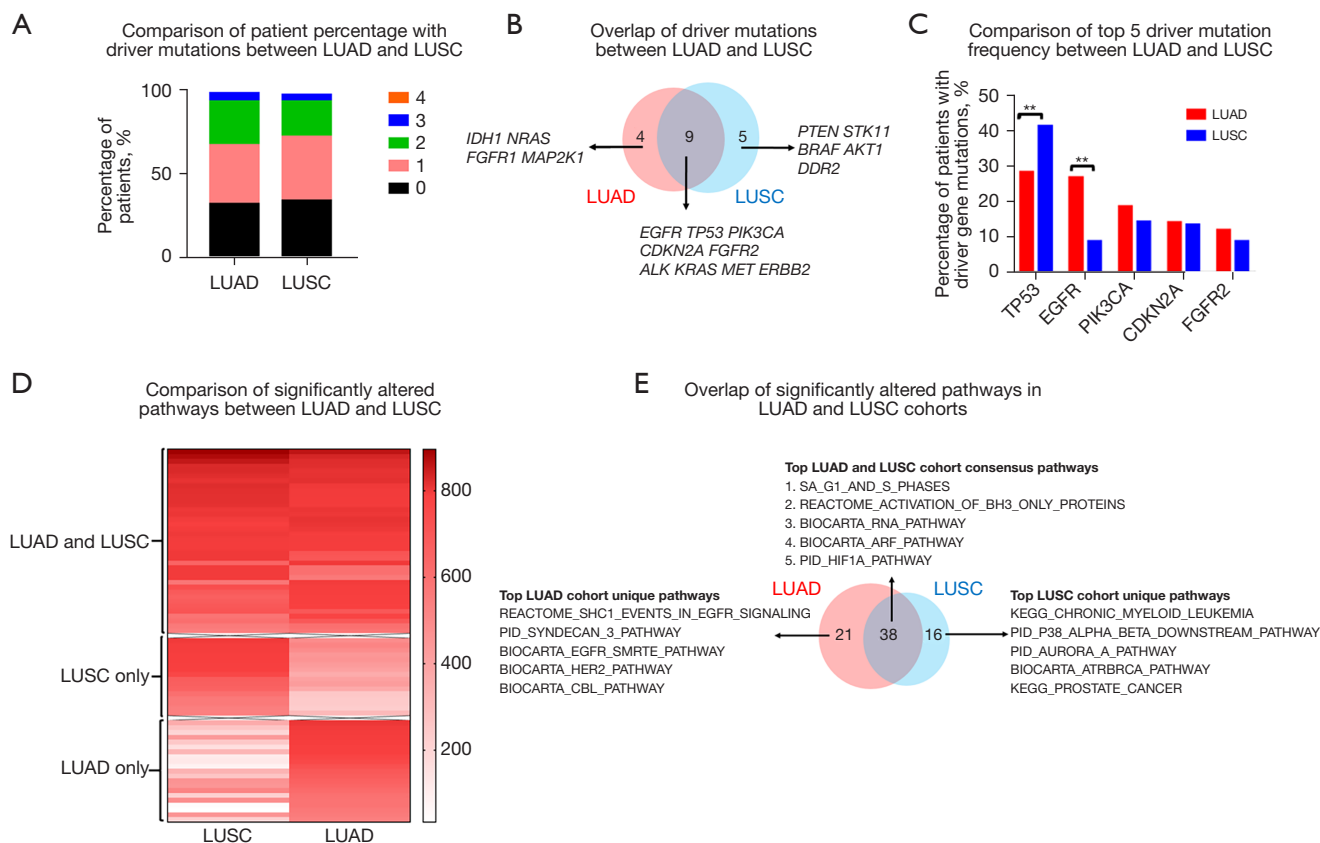 A
Comparison of patient percentage with
driver mutations between LUAD and LUSC
Percentage of
patients, %
100
50
0
LUAD
LUSC
4
3
2
1
0
B
Overlap of driver mutations
between LUAD and LUSC
4
9
5
IDH1 NRAS
FGFR1 MAP2K1
PTEN STK11
BRAF AKT1
DDR2
LUAD
LUSC
EGFR TP53 PIK3CA
CDKN2A FGFR2
ALK KRAS MET ERBB2
C
Comparison of top 5 driver mutation
frequency between LUAD and LUSC
Percentage of patients with
driver gene mutations, %
50
40
30
20
10
0
**
**
LUAD
LUSC
TP53
EGFR
PIK3CA
CDKN2A
FGFR2
D
Comparison of significantly altered
pathways between LUAD and LUSC
LUAD and LUSC
LUSC only
LUAD only
LUSC
LUAD
800
600
400
200
E
Overlap of significantly altered pathways in
LUAD and LUSC cohorts
Top LUAD and LUSC cohort consensus pathways
1. SA_G1_AND_S_PHASES
2. REACTOME_ACTIVATION_OF_BH3_ONLY_PROTEINS
3. BIOCARTA_RNA_PATHWAY
4. BIOCARTA_ARF_PATHWAY
5. PID_HIF1A_PATHWAY
LUAD
LUSC
21
38
16
Top LUAD cohort unique pathways
REACTOME_SHC1_EVENTS_IN_EGFR_SIGNALING
PID_SYNDECAN_3_PATHWAY
BIOCARTA_EGFR_SMRTE_PATHWAY
BIOCARTA_HER2_PATHWAY
BIOCARTA_CBL_PATHWAY
Top LUSC cohort unique pathways
KEGG_CHRONIC_MYELOID_LEUKEMIA
PID_P38_ALPHA_BETA_DOWNSTREAM_PATHWAY
PID_AURORA_A_PATHWAY
BIOCARTA_ATRBRCA_PATHWAY
KEGG_PROSTATE_CANCER